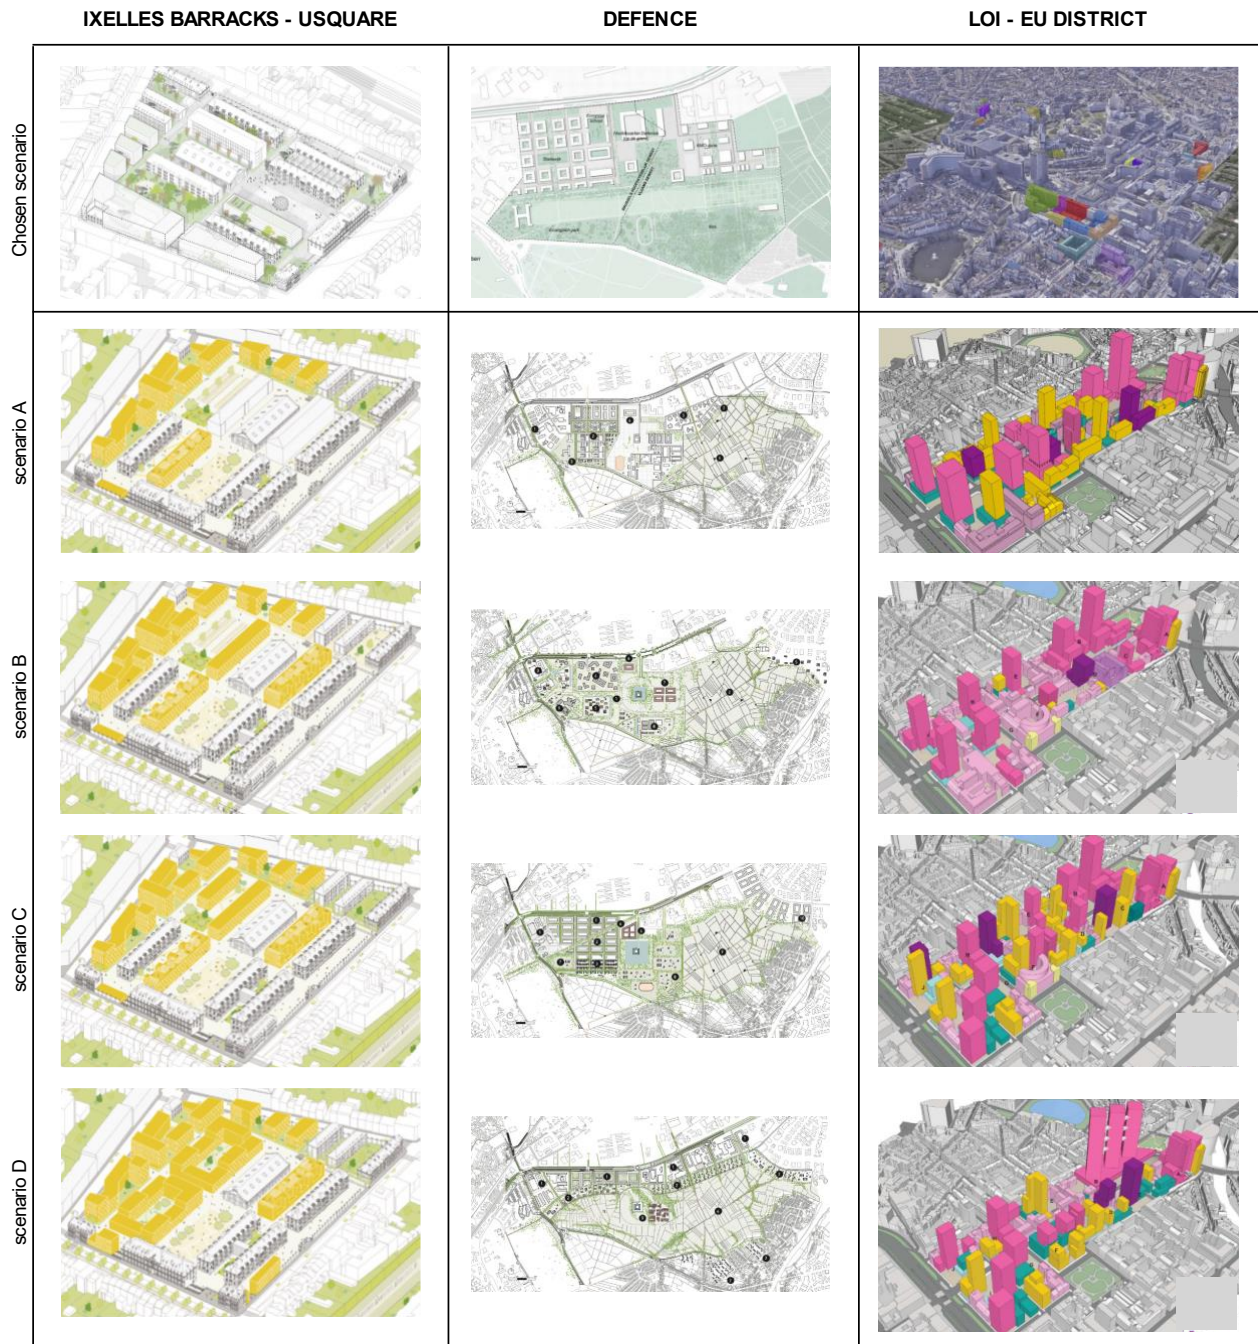 IXELLES BARRACKS - USQUARE
DEFENCE
LOI - EU DISTRICT
Chosen scenario
scenario A
scenario B
scenario C
scenario D